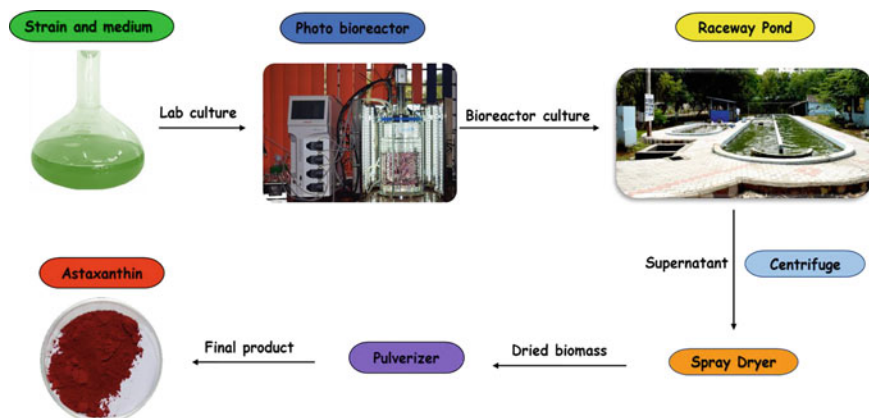 Strain and medium
Photo bioreactor
Raceway Pond
Lab culture
Bioreactor culture
Supernatant
Centrifuge
Astaxanthin
Final product
Pulverizer
Dried biomass
Spray Dryer